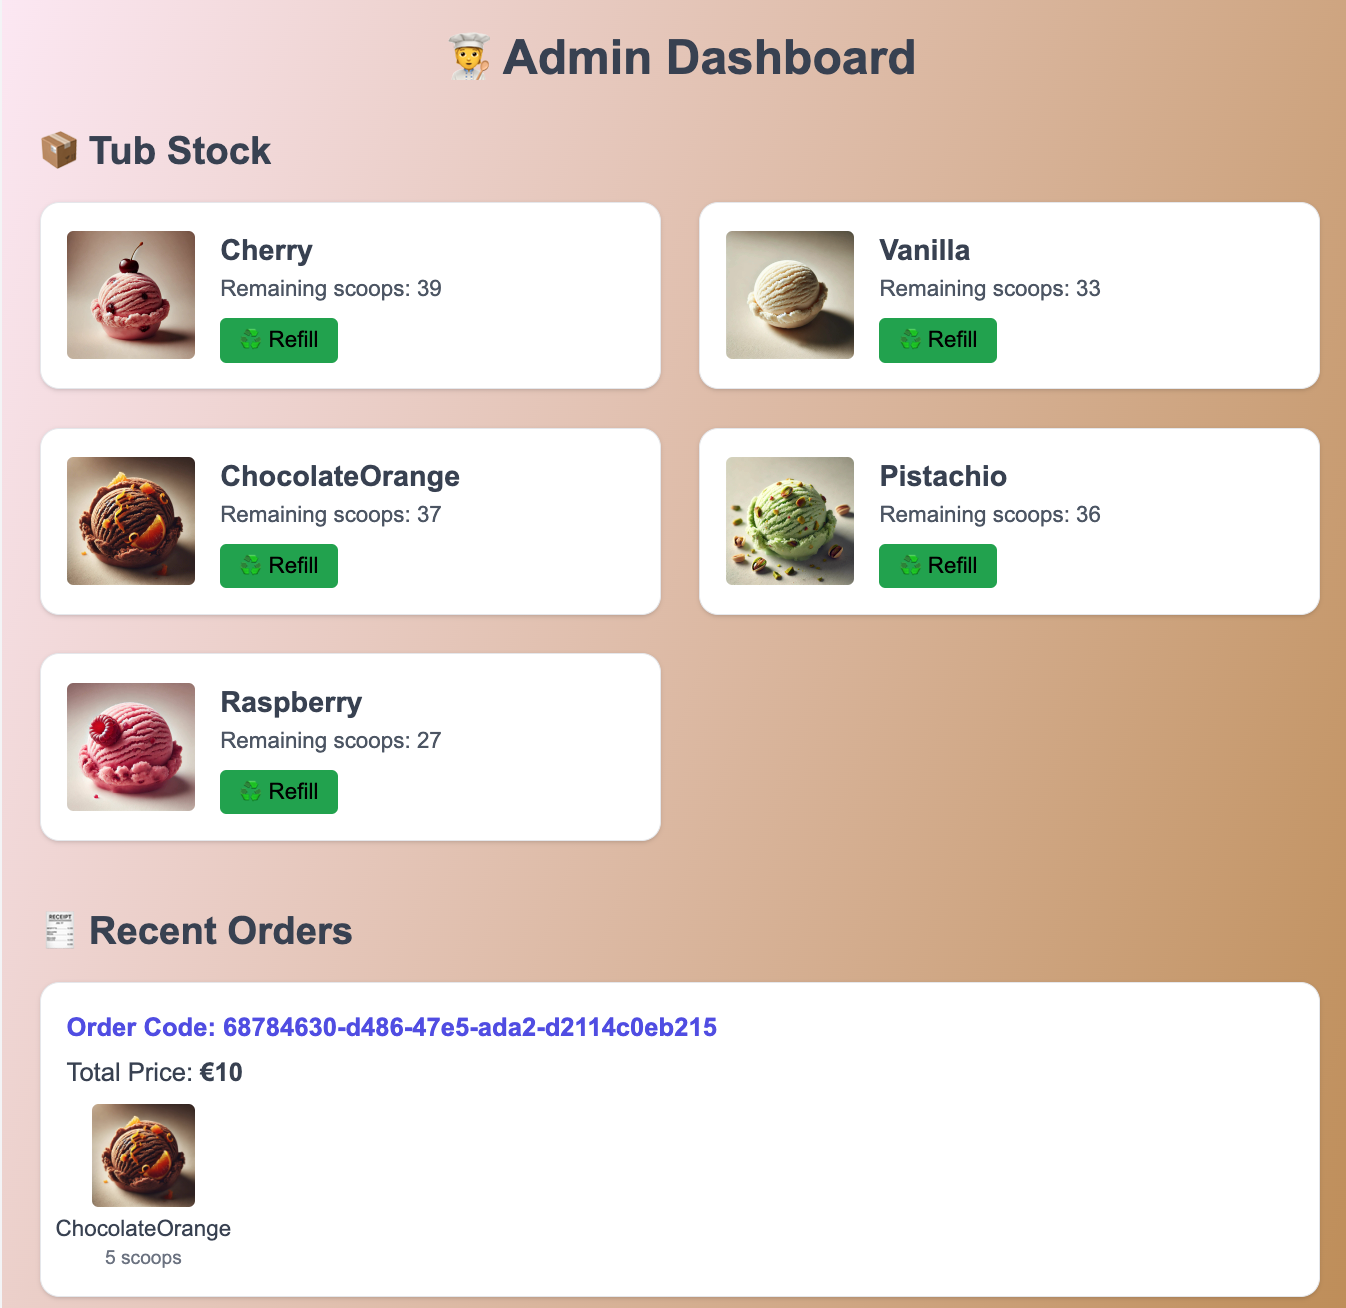 Admin Dashboard
Tub Stock
Cherry
Remaining scoops: 39
Refill
Vanilla
Remaining scoops: 33
Refill
ChocolateOrange
Remaining scoops: 37
Refill
Pistachio
Remaining scoops: 36
Refill
Raspberry
Remaining scoops: 27
Refill
RECEIPT
Recent Orders
Order Code: 68784630-d486-47e5-ada2-d2114c0eb215
Total Price: €10
ChocolateOrange
5 scoops